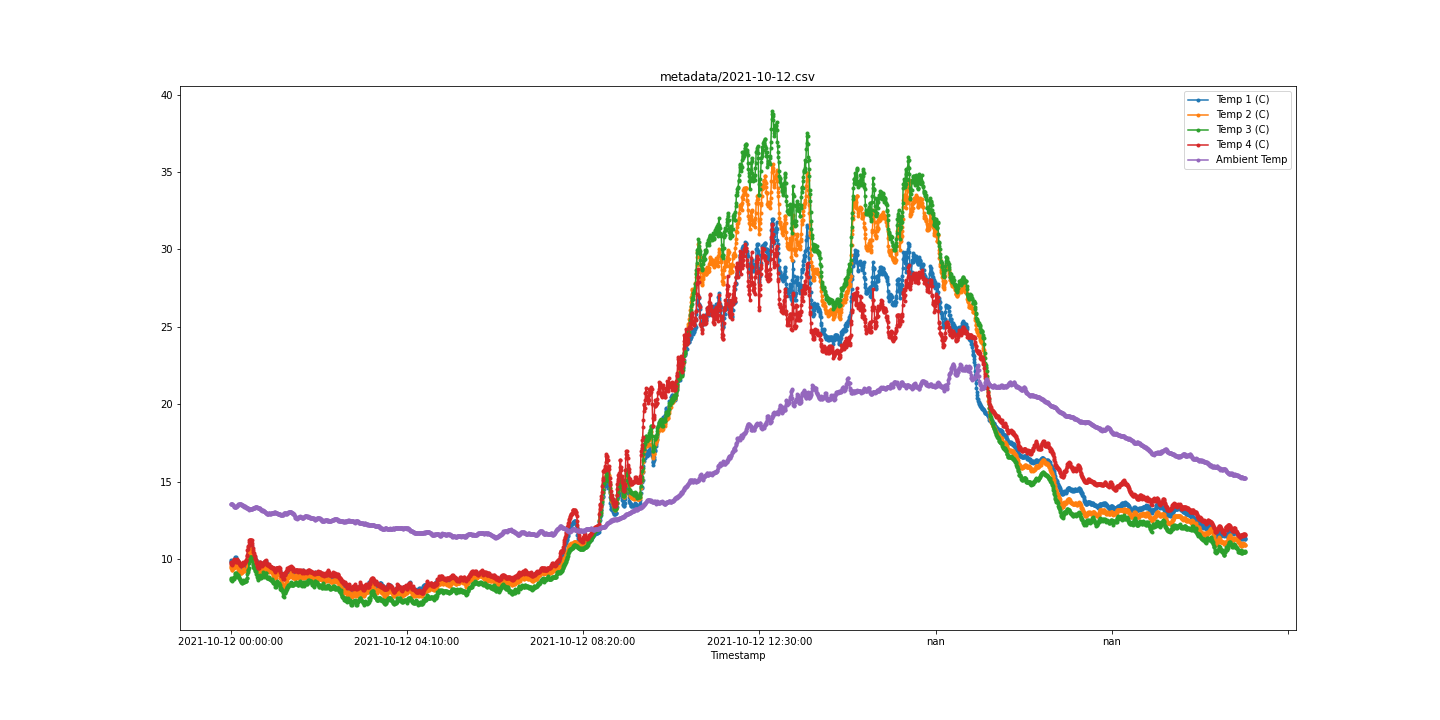 metadata/2021-10-12.csv
40
35
30
25
20
15
10
Temp 1 (C)
Temp 2 (C)
Temp 3 (C)
Temp 4 (C)
Ambient Temp
2021-10-12 00:00:00 2021-10-12 04:10:00 2021-10-12 08:20:00 2021-10-12 12:30:00 nan nan
Timestamp